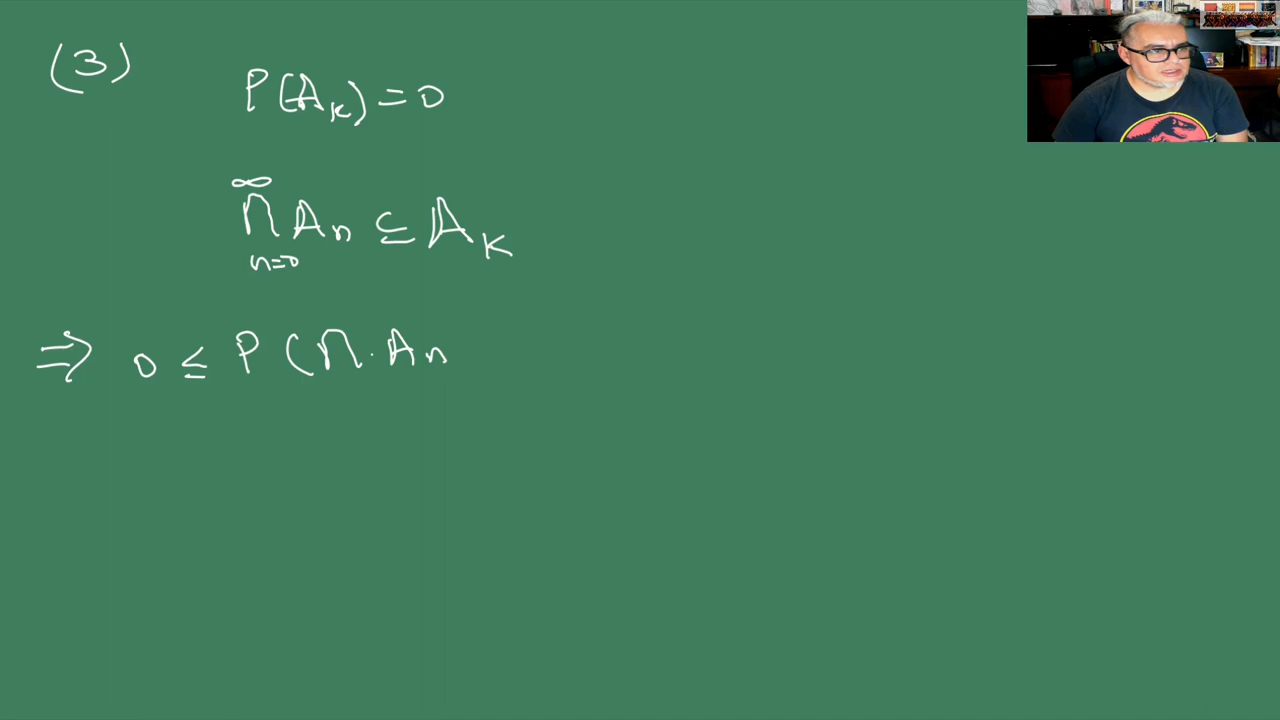 (3)
P(A_k) = 0
∞
∩ A_n ⊆ A_k
n=0
⇒ 0 ≤ P (∩ · A_n